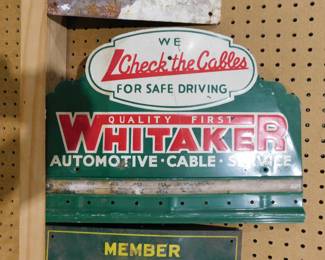 WE
Check the Cables
FOR SAFE DRIVING
QUALITY FIRST
WHITAKER
AUTOMOTIVE · CABLE · SERVICE
MEMBER